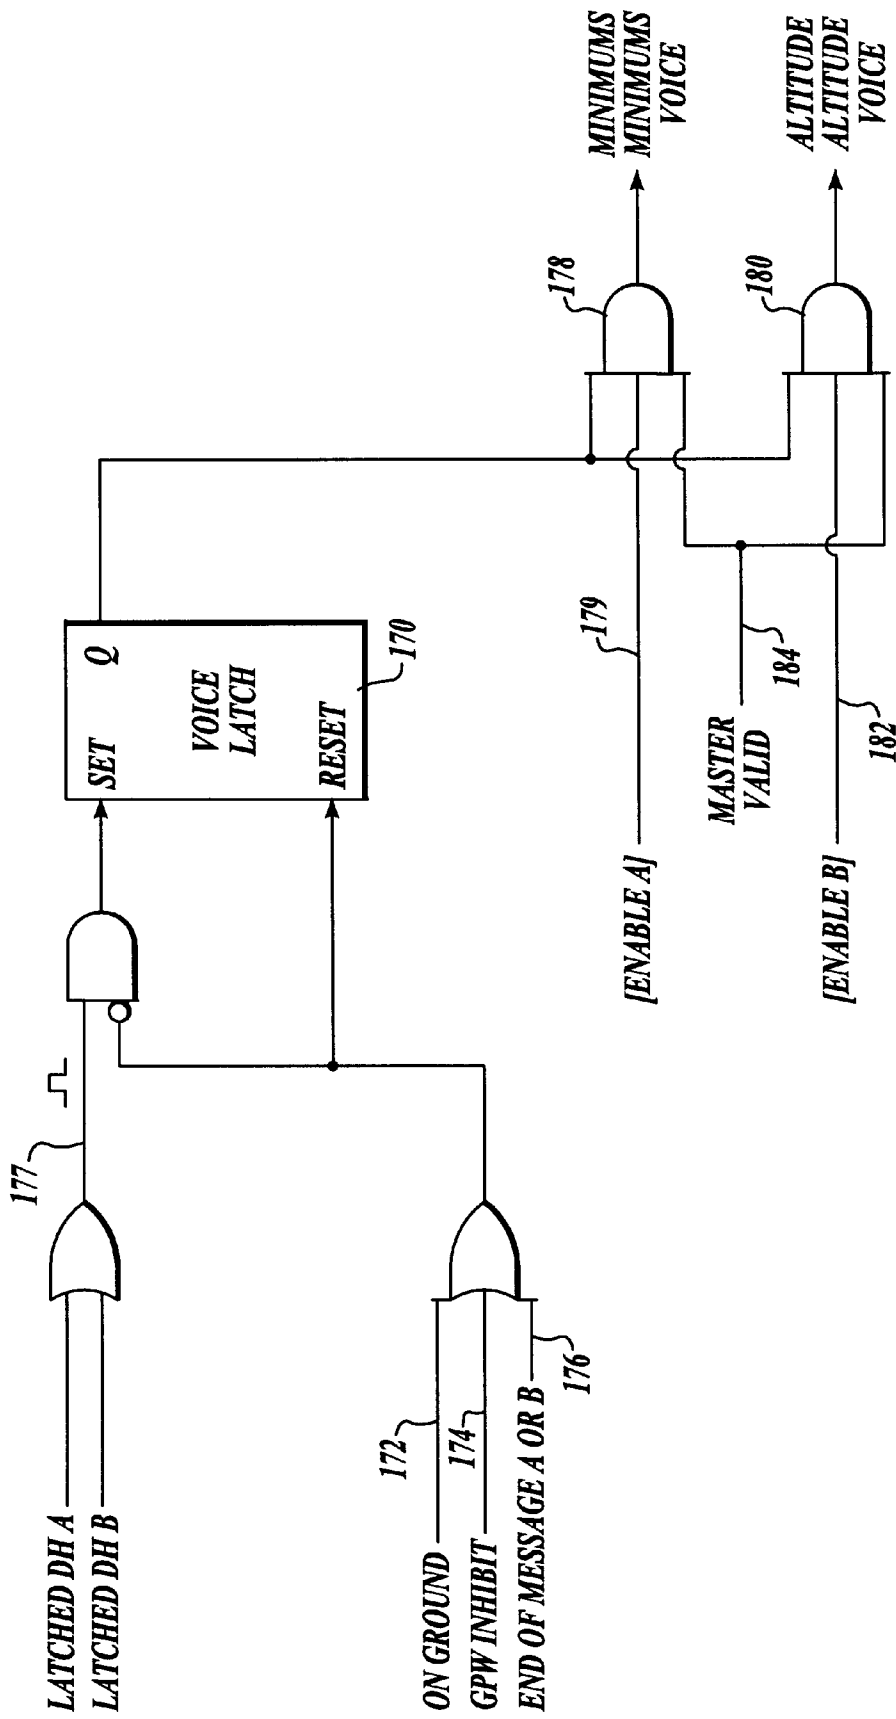 LATCHED DH A
LATCHED DH B
177
ON GROUND
172
GPW INHIBIT
174
END OF MESSAGE A OR B
176
SET
Q
VOICE
LATCH
RESET
170
[ENABLE A]
179
MASTER
VALID
184
[ENABLE B]
182
178
MINIMUMS
MINIMUMS
VOICE
180
ALTITUDE
ALTITUDE
VOICE